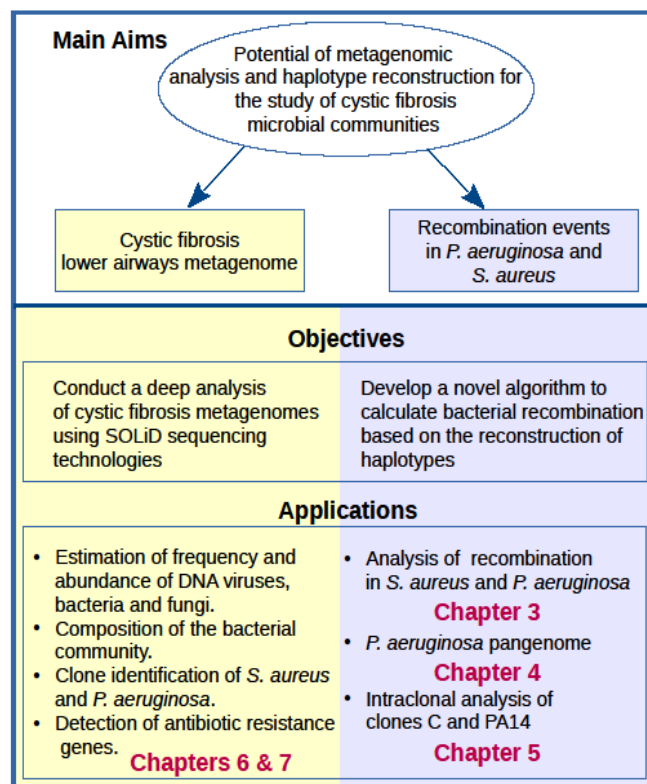 Main Aims
Potential of metagenomic
analysis and haplotype reconstruction for
the study of cystic fibrosis
microbial communities
Cystic fibrosis
lower airways metagenome
Recombination events
in P. aeruginosa and
S. aureus
Objectives
Conduct a deep analysis
of cystic fibrosis metagenomes
using SOLiD sequencing
technologies
Develop a novel algorithm to
calculate bacterial recombination
based on the reconstruction of
haplotypes
Applications
• Estimation of frequency and
abundance of DNA viruses,
bacteria and fungi.
• Composition of the bacterial
community.
• Clone identification of S. aureus
and P. aeruginosa.
• Detection of antibiotic resistance
genes.
Chapters 6 & 7
• Analysis of recombination
in S. aureus and P. aeruginosa
Chapter 3
• P. aeruginosa pangenome
Chapter 4
• Intraclonal analysis of
clones C and PA14
Chapter 5